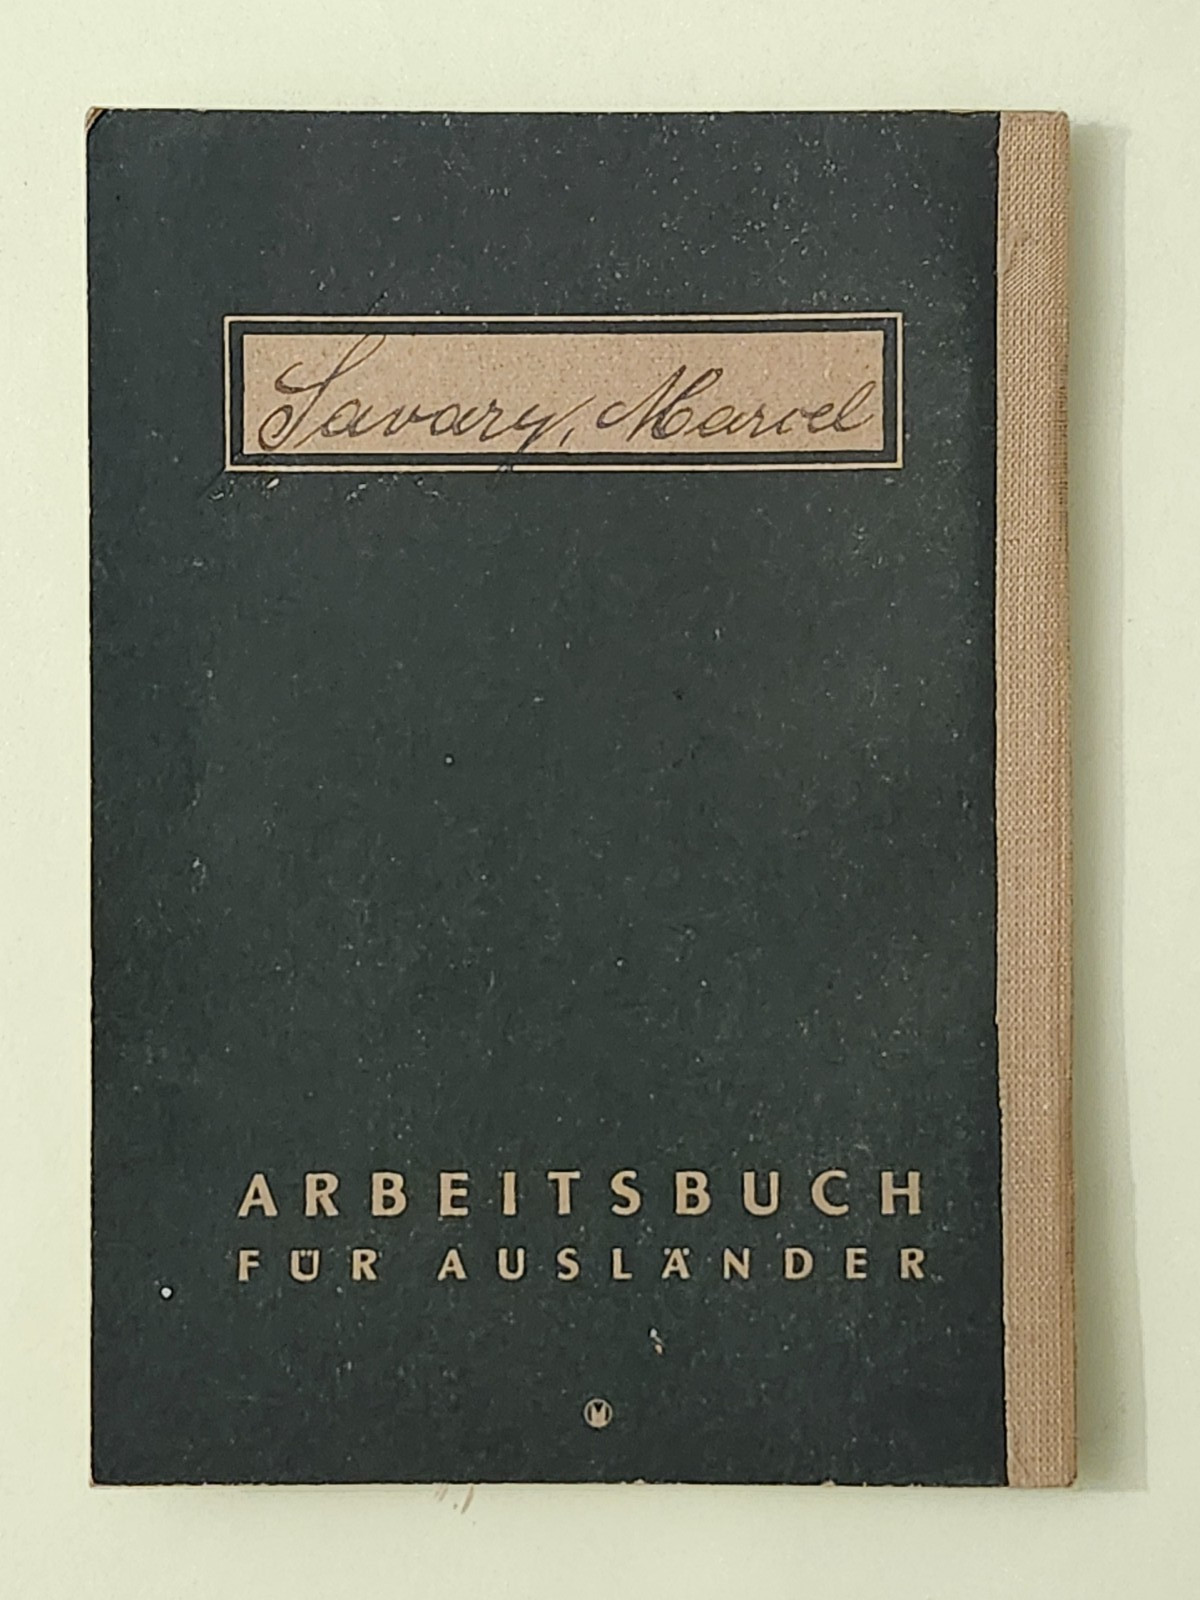 Savary, Marcel
ARBEITSBUCH
FÜR AUSLÄNDER